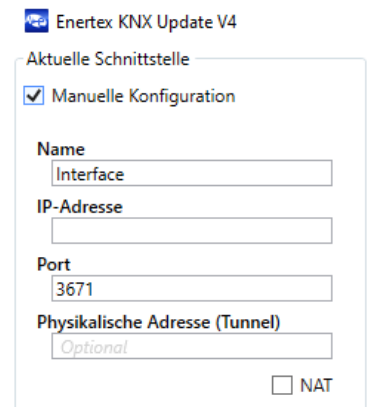 Enertex KNX Update V4
Aktuelle Schnittstelle
Manuelle Konfiguration
Name
Interface
IP-Adresse
Port
3671
Physikalische Adresse (Tunnel)
Optional
NAT